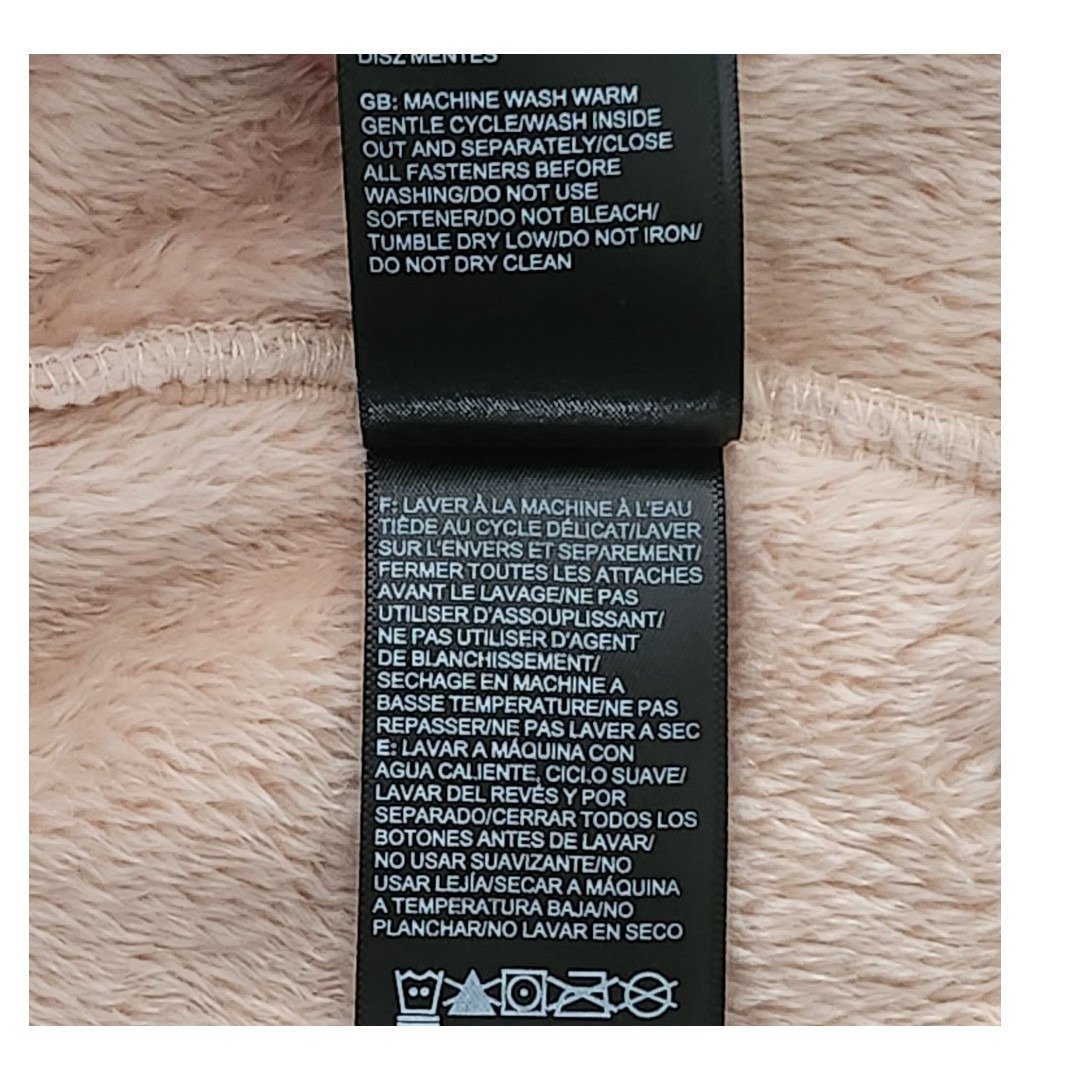 DISZ MENTES
GB: MACHINE WASH WARM
GENTLE CYCLE/WASH INSIDE
OUT AND SEPARATELY/CLOSE
ALL FASTENERS BEFORE
WASHING/DO NOT USE
SOFTENER/DO NOT BLEACH/
TUMBLE DRY LOW/DO NOT IRON/
DO NOT DRY CLEAN
F: LAVER À LA MACHINE À L'EAU
TIÈDE AU CYCLE DÉLICAT/LAVER
SUR L'ENVERS ET SEPAREMENT/
FERMER TOUTES LES ATTACHES
AVANT LE LAVAGE/NE PAS
UTILISER D'ASSOUPLISSANT/
NE PAS UTILISER D'AGENT
DE BLANCHISSEMENT/
SECHAGE EN MACHINE A
BASSE TEMPERATURE/NE PAS
REPASSER/NE PAS LAVER A SEC
E: LAVAR A MÁQUINA CON
AGUA CALIENTE, CICLO SUAVE/
LAVAR DEL REVÉS Y POR
SEPARADO/CERRAR TODOS LOS
BOTONES ANTES DE LAVAR/
NO USAR SUAVIZANTE/NO
USAR LEJÍA/SECAR A MÁQUINA
A TEMPERATURA BAJA/NO
PLANCHAR/NO LAVAR EN SECO